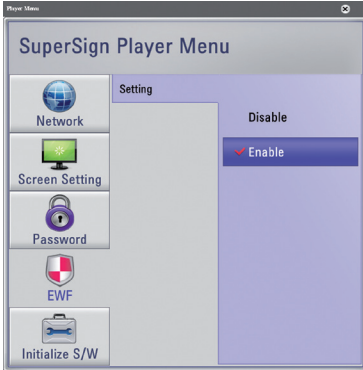 Player Menu
SuperSign Player Menu
Network
Screen Setting
Password
EWF
Initialize S/W
Setting
Disable
Enable